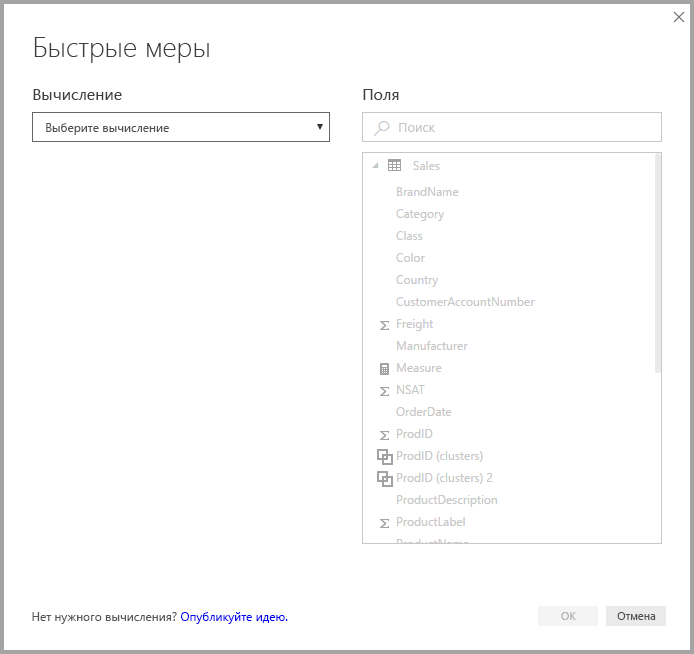 Быстрые меры
Вычисление
Выберите вычисление
Поля
Поиск
Sales
BrandName
Category
Class
Color
Country
CustomerAccountNumber
Freight
Manufacturer
Measure
NSAT
OrderDate
ProdID
ProdID (clusters)
ProdID (clusters) 2
ProductDescription
ProductLabel
ProductName
Нет нужного вычисления? Опубликуйте идею.
OK
Отмена